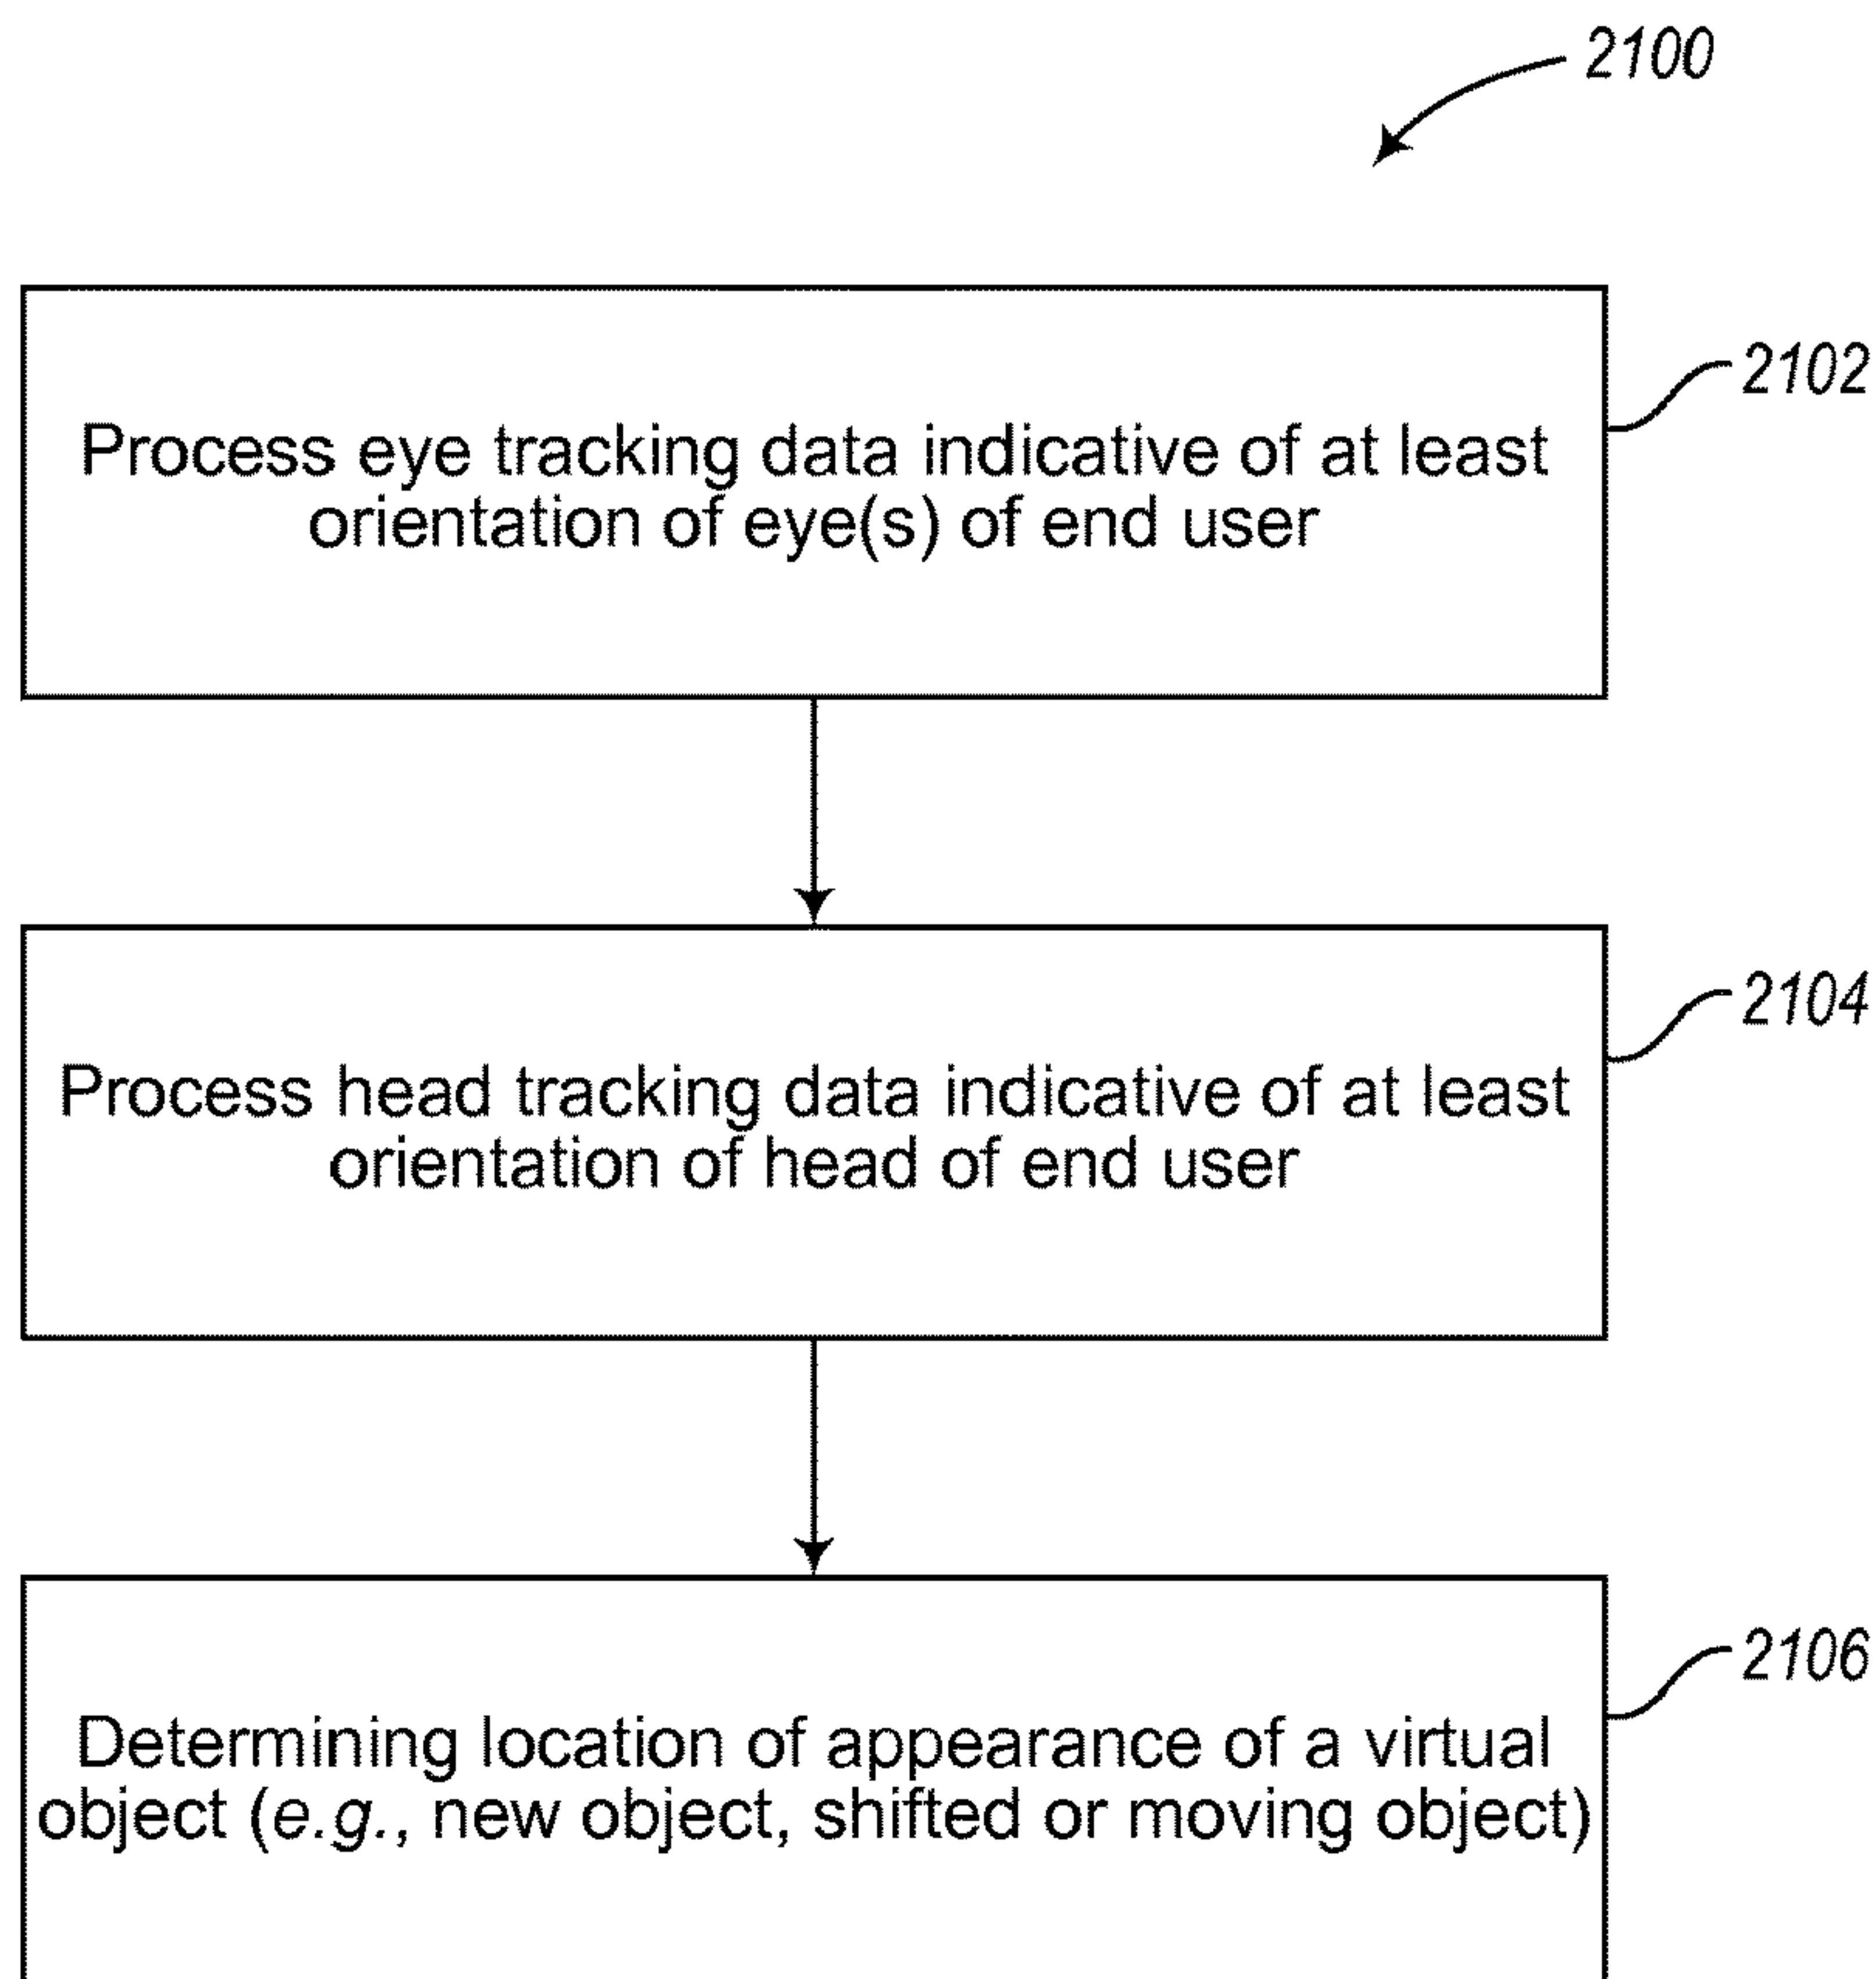 2100
2102
Process eye tracking data indicative of at least
orientation of eye(s) of end user
2104
Process head tracking data indicative of at least
orientation of head of end user
2106
Determining location of appearance of a virtual
object (e.g., new object, shifted or moving object)